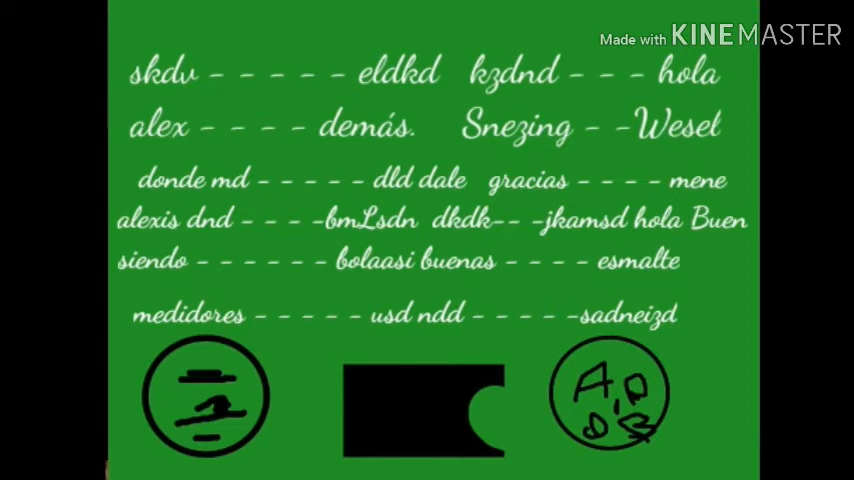 Made with KINEMASTER
skdv - - - - - eldkd kzdnd - - - hola
alex - - - - demás. Snezing - -Wesel
donde md - - - - - dld dale gracias - - - - mene
alexis dnd - - - -bmLsdn dkdk-- -jkamsd hola Buen
siendo - - - - - - bolaasi buenas - - - - esmalte
medidores - - - - - usd ndd - - - - -sadneizd